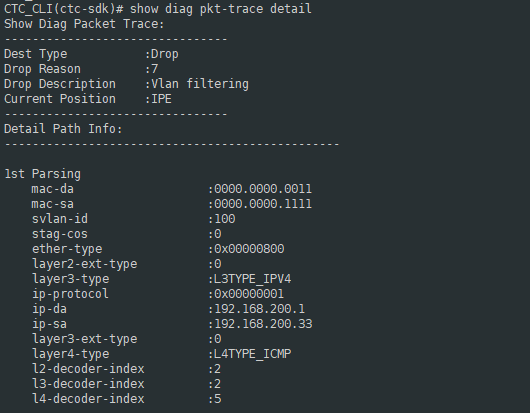 CTC_CLI(ctc-sdk)# show diag pkt-trace detail
Show Diag Packet Trace:
--------------------------------
Dest Type           :Drop
Drop Reason         :7
Drop Description    :Vlan filtering
Current Position    :IPE
--------------------------------
Detail Path Info:
------------------------------------------------
1st Parsing
    mac-da                   :0000.0000.0011
    mac-sa                   :0000.0000.1111
    svlan-id                 :100
    stag-cos                 :0
    ether-type               :0x00000800
    layer2-ext-type          :0
    layer3-type              :L3TYPE_IPV4
    ip-protocol              :0x00000001
    ip-da                    :192.168.200.1
    ip-sa                    :192.168.200.33
    layer3-ext-type          :0
    layer4-type              :L4TYPE_ICMP
    l2-decoder-index         :2
    l3-decoder-index         :2
    l4-decoder-index         :5